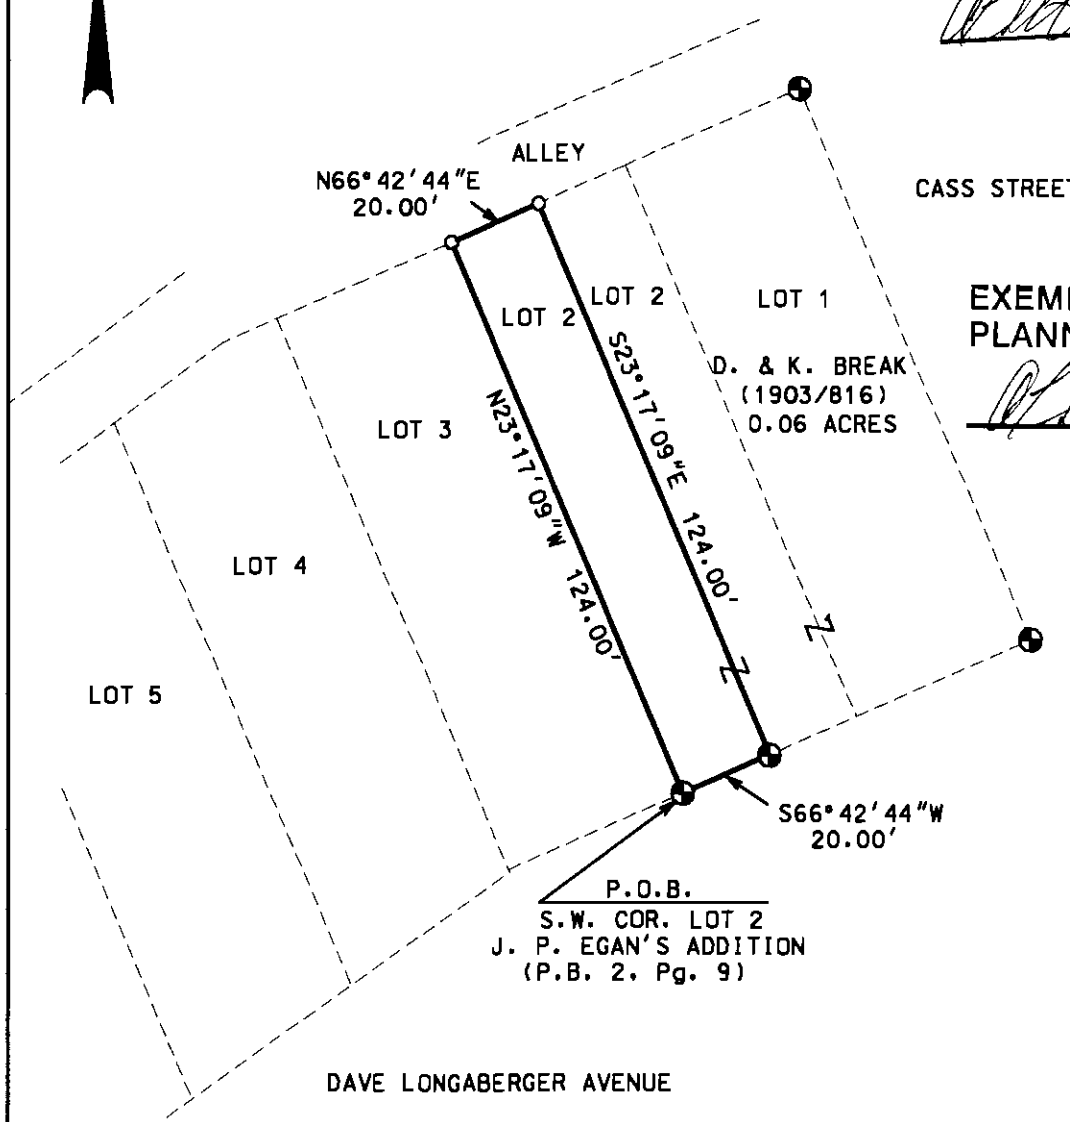 ALLEY
N66°42'44"E
20.00'
CASS STREET
LOT 2
LOT 2
LOT 1
D. & K. BREAK
(1903/816)
0.06 ACRES
S23°17'09"E 124.00'
N23°17'09"W 124.00'
LOT 3
LOT 4
LOT 5
Z
Z
S66°42'44"W
20.00'
P.O.B.
S.W. COR. LOT 2
J. P. EGAN'S ADDITION
(P.B. 2, Pg. 9)
DAVE LONGABERGER AVENUE